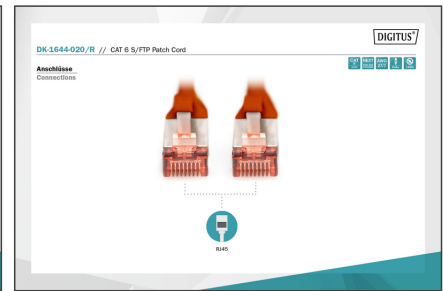 DIGITUS®
DK-1644-020/R // CAT 6 S/FTP Patch Cord
Anschlüsse
Connections
RJ45